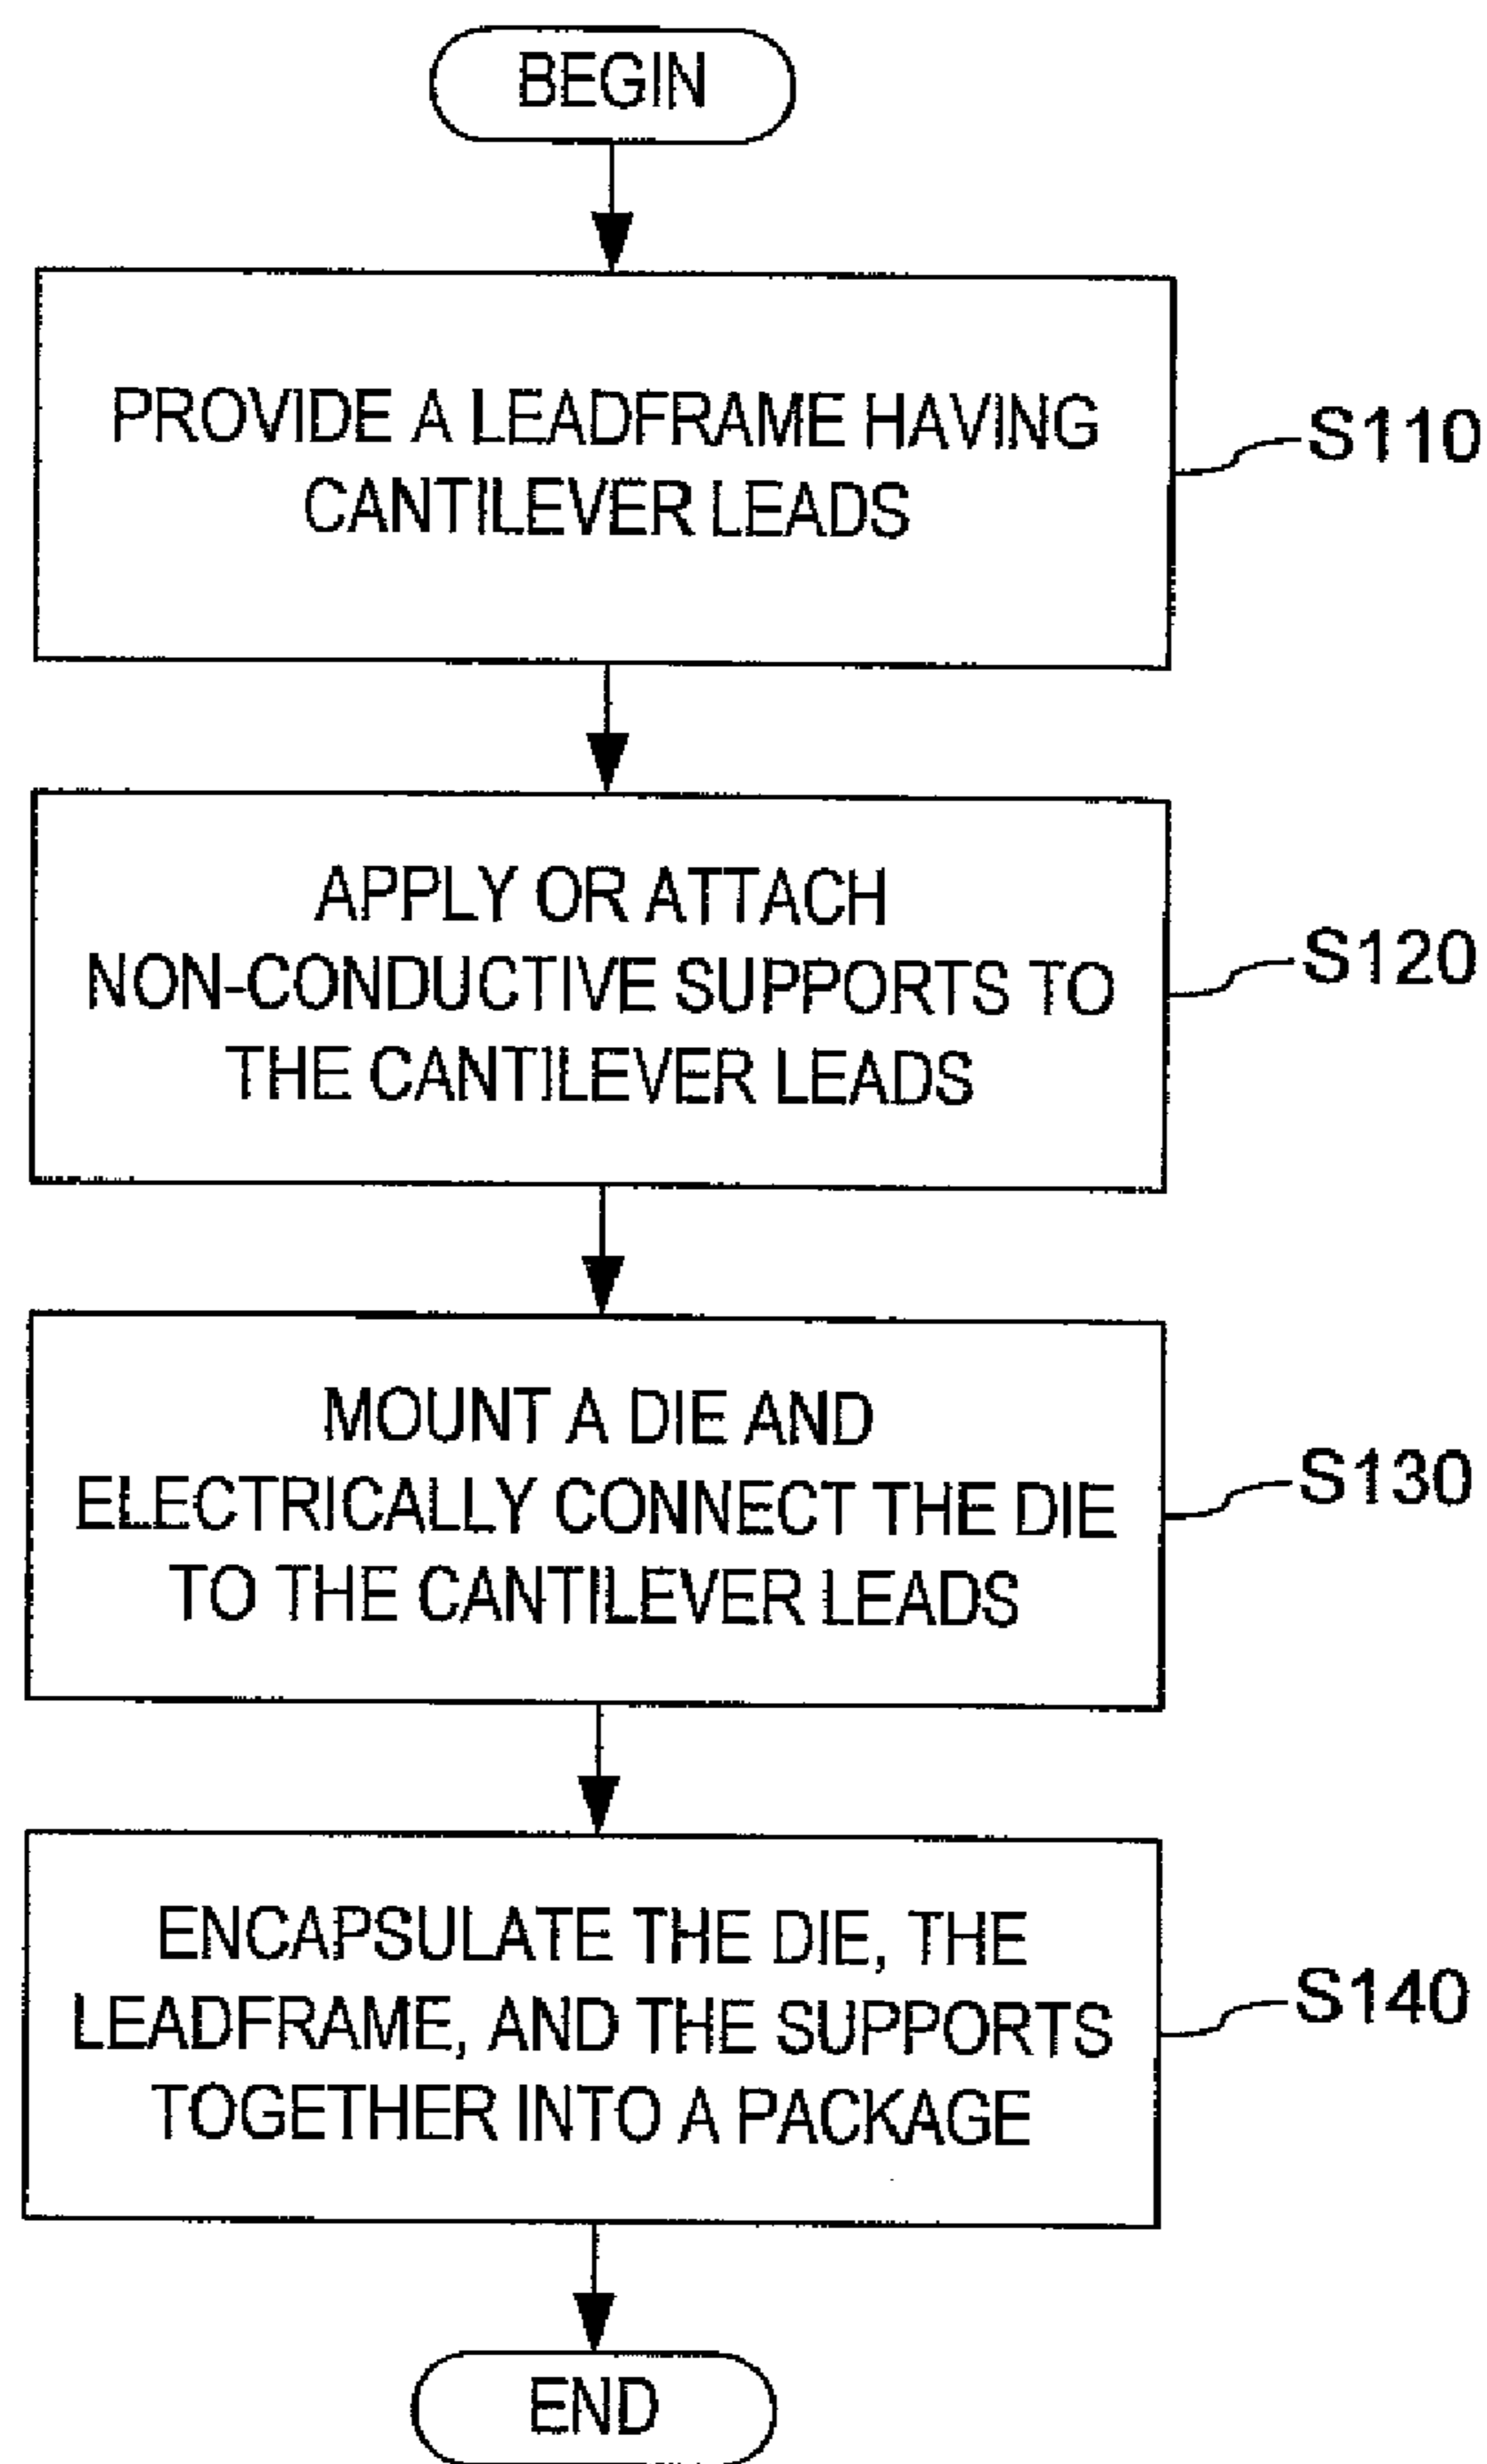 BEGIN
PROVIDE A LEADFRAME HAVING
CANTILEVER LEADS
S110
APPLY OR ATTACH
NON-CONDUCTIVE SUPPORTS TO
THE CANTILEVER LEADS
S120
MOUNT A DIE AND
ELECTRICALLY CONNECT THE DIE
TO THE CANTILEVER LEADS
S130
ENCAPSULATE THE DIE, THE
LEADFRAME, AND THE SUPPORTS
TOGETHER INTO A PACKAGE
S140
END